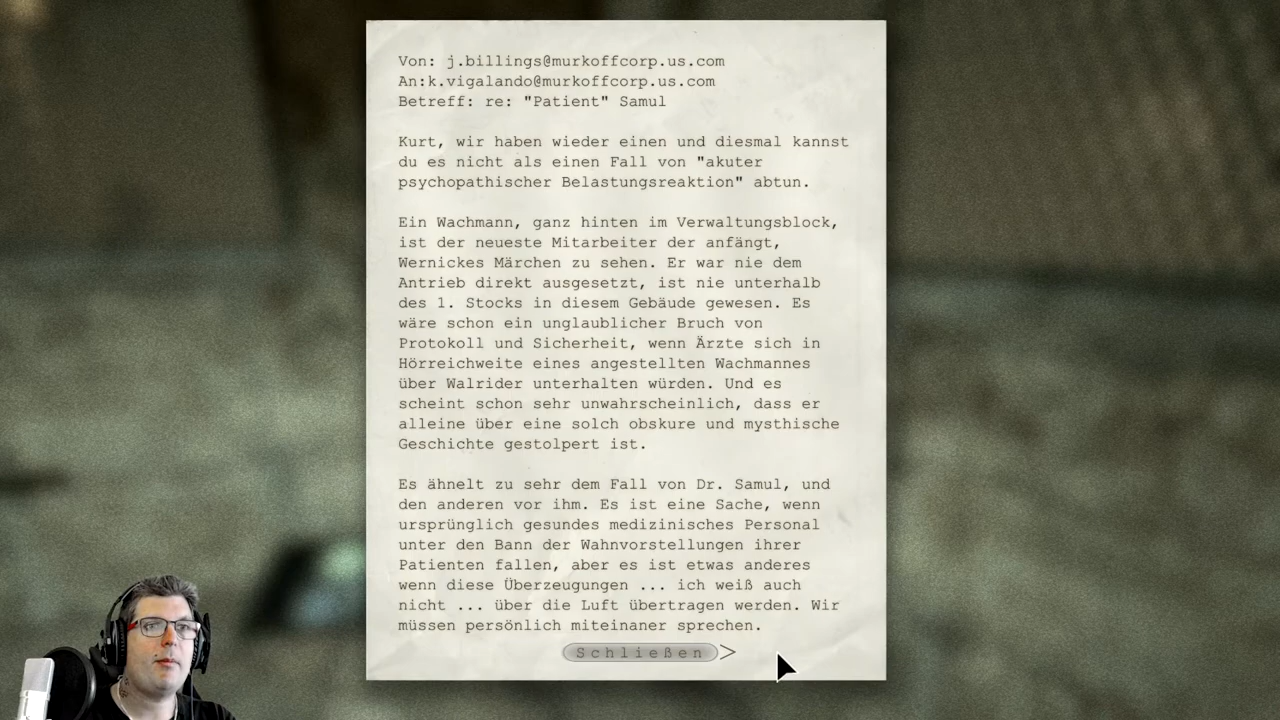 Von: j.billings@murkoffcorp.us.com
An:k.vigalando@murkoffcorp.us.com
Betreff: re: "Patient" Samul
Kurt, wir haben wieder einen und diesmal kannst
du es nicht als einen Fall von "akuter
psychopathischer Belastungsreaktion" abtun.
Ein Wachmann, ganz hinten im Verwaltungsblock,
ist der neueste Mitarbeiter der anfängt,
Wernickes Märchen zu sehen. Er war nie dem
Antrieb direkt ausgesetzt, ist nie unterhalb
des 1. Stocks in diesem Gebäude gewesen. Es
wäre schon ein unglaublicher Bruch von
Protokoll und Sicherheit, wenn Ärzte sich in
Hörreichweite eines angestellten Wachmannes
über Walrider unterhalten würden. Und es
scheint schon sehr unwahrscheinlich, dass er
alleine über eine solch obskure und mysthische
Geschichte gestolpert ist.
Es ähnelt zu sehr dem Fall von Dr. Samul, und
den anderen vor ihm. Es ist eine Sache, wenn
ursprünglich gesundes medizinisches Personal
unter den Bann der Wahnvorstellungen ihrer
Patienten fallen, aber es ist etwas anderes
wenn diese Überzeugungen ... ich weiß auch
nicht ... über die Luft übertragen werden. Wir
müssen persönlich miteinaner sprechen.
Schließen >